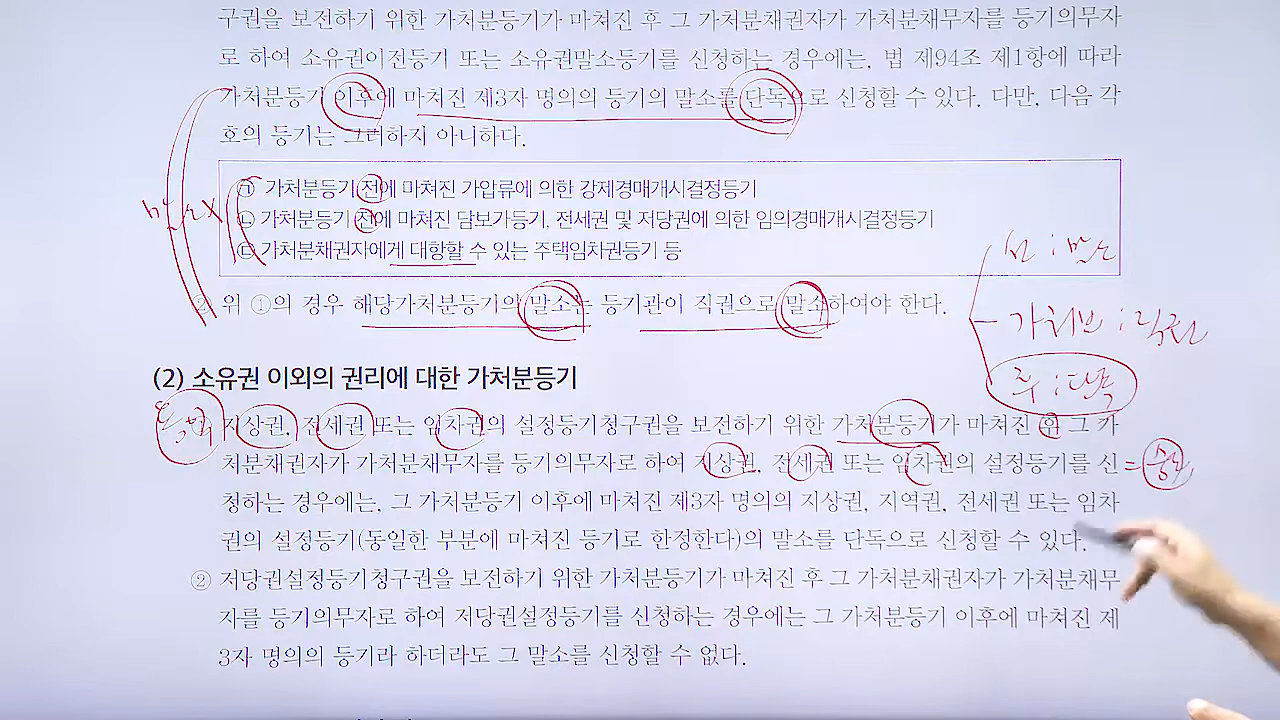 구권을 보전하기 위한 가처분등기가 마쳐진 후 그 가처분채권자가 가처분채무자를 등기의무자
로 하여 소유권이전등기 또는 소유권말소등기를 신청하는 경우에는, 법 제94조 제1항에 따라
가처분등기 이후에 마쳐진 제3자 명의의 등기의 말소를 단독으로 신청할 수 있다. 다만, 다음 각
호의 등기는 그러하지 아니하다.
㉠ 가처분등기 전에 마쳐진 가압류에 의한 강제경매개시결정등기
㉡ 가처분등기 전에 마쳐진 담보가등기, 전세권 및 저당권에 의한 임의경매개시결정등기
㉢ 가처분채권자에게 대항할 수 있는 주택임차권등기 등
말소X
② 위 ①의 경우 해당가처분등기의 말소는 등기관이 직권으로 말소하여야 한다.
: 말소
가처분 : 직권
후 : 단독
(2) 소유권 이외의 권리에 대한 가처분등기
지상권, 전세권 또는 임차권의 설정등기청구권을 보전하기 위한 가처분등기가 마쳐진 후 그 가
처분채권자가 가처분채무자를 등기의무자로 하여 지상권, 전세권 또는 임차권의 설정등기를 신
청하는 경우에는, 그 가처분등기 이후에 마쳐진 제3자 명의의 지상권, 지역권, 전세권 또는 임차
권의 설정등기(동일한 부분에 마쳐진 등기로 한정한다)의 말소를 단독으로 신청할 수 있다.
② 저당권설정등기청구권을 보전하기 위한 가처분등기가 마쳐진 후 그 가처분채권자가 가처분채무
자를 등기의무자로 하여 저당권설정등기를 신청하는 경우에는 그 가처분등기 이후에 마쳐진 제
3자 명의의 등기라 하더라도 그 말소를 신청할 수 없다.